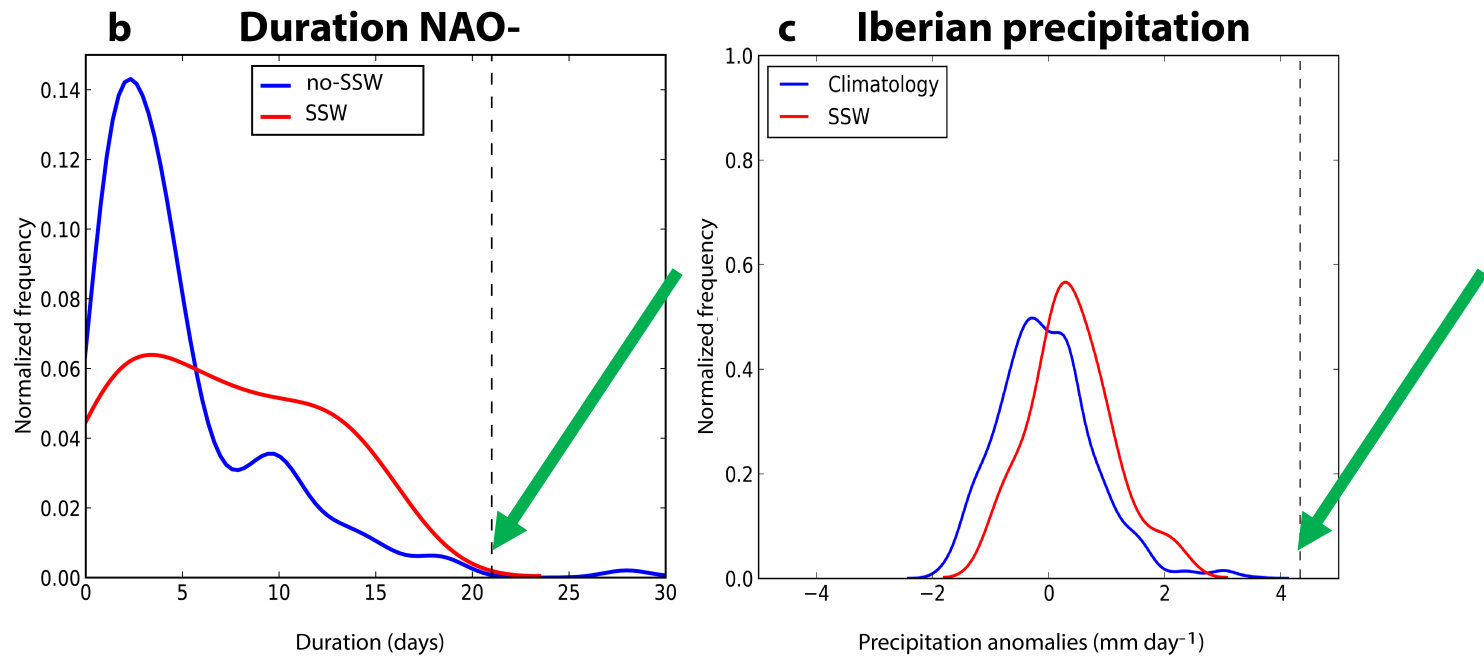 b Duration NAO-
no-SSW
SSW
0.14
0.12
0.10
0.08
0.06
0.04
0.02
0.00
Normalized frequency
0 5 10 15 20 25 30
Duration (days)
c Iberian precipitation
Climatology
SSW
1.0
0.8
0.6
0.4
0.2
0.0
Normalized frequency
−4 −2 0 2 4
Precipitation anomalies (mm day⁻¹)